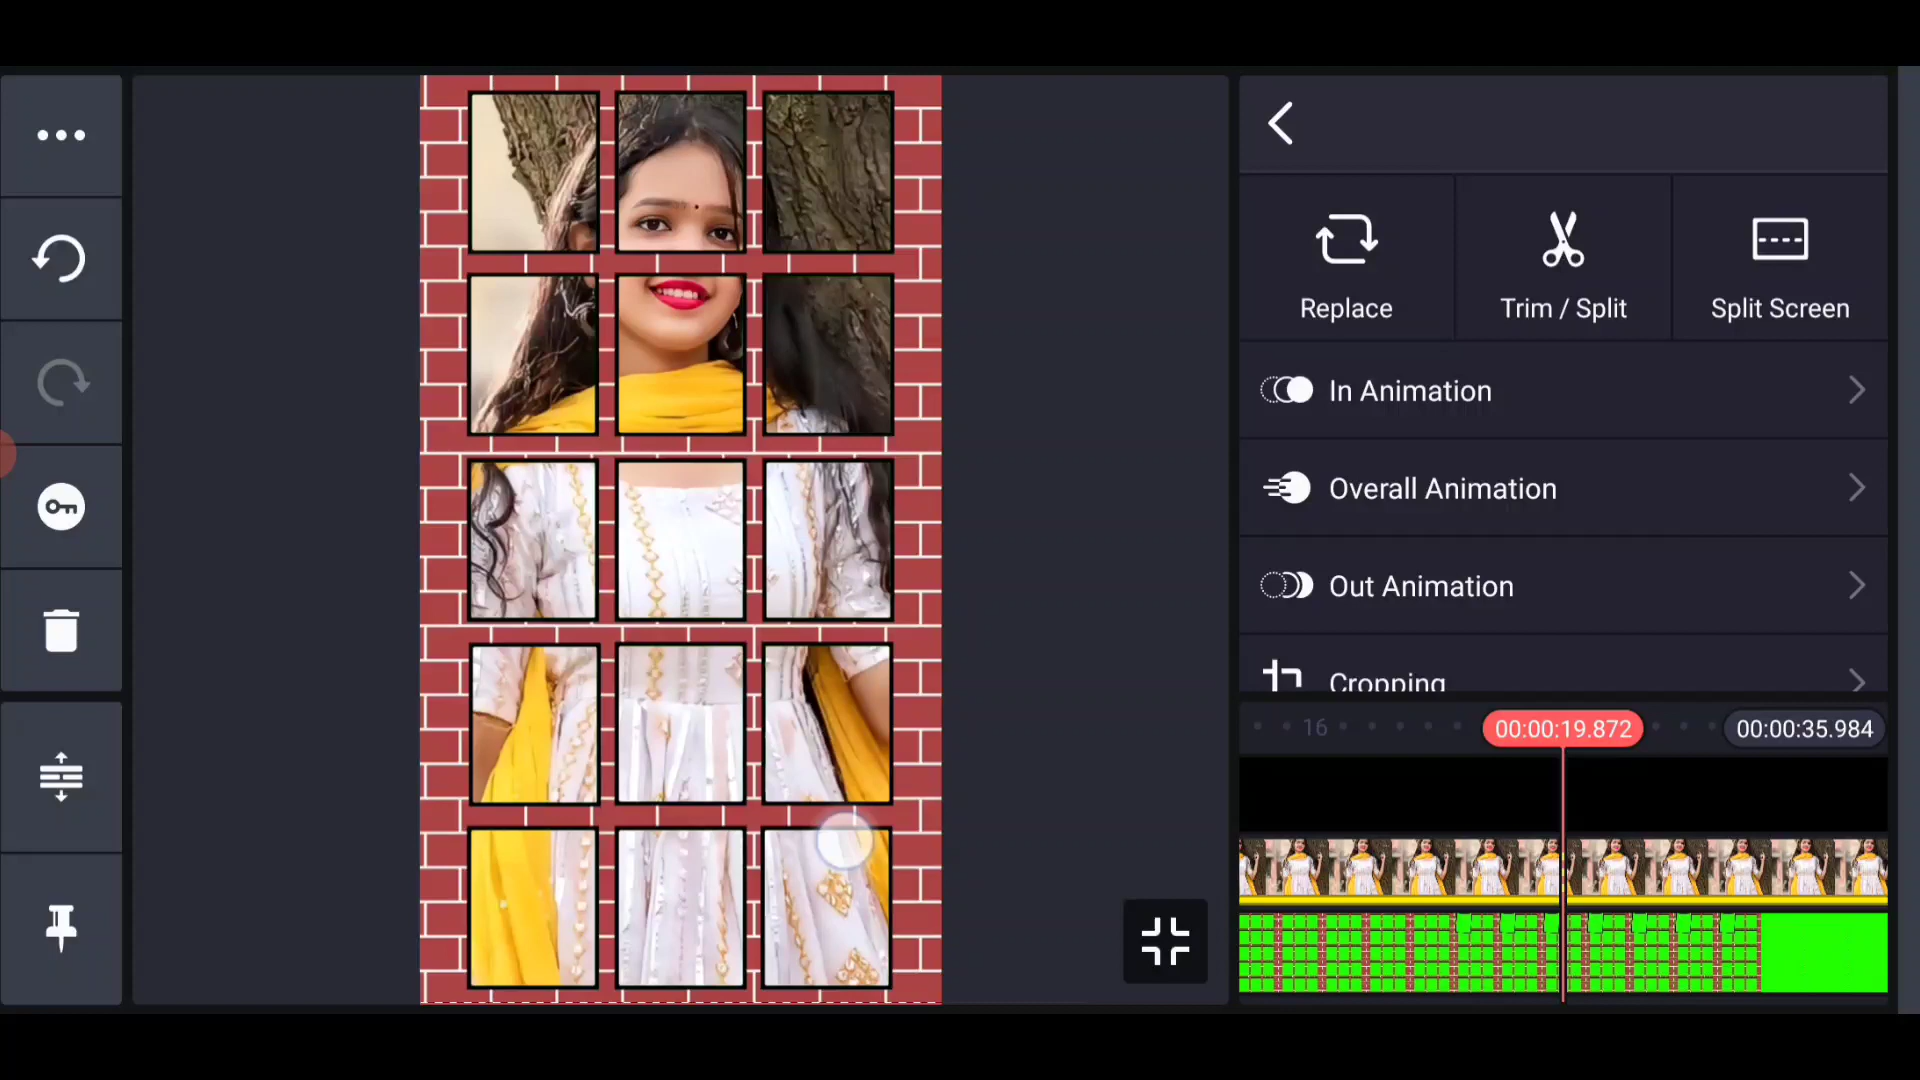 Replace
Trim / Split
Split Screen
In Animation
Overall Animation
Out Animation
Cropping
16
00:00:19.872
00:00:35.984